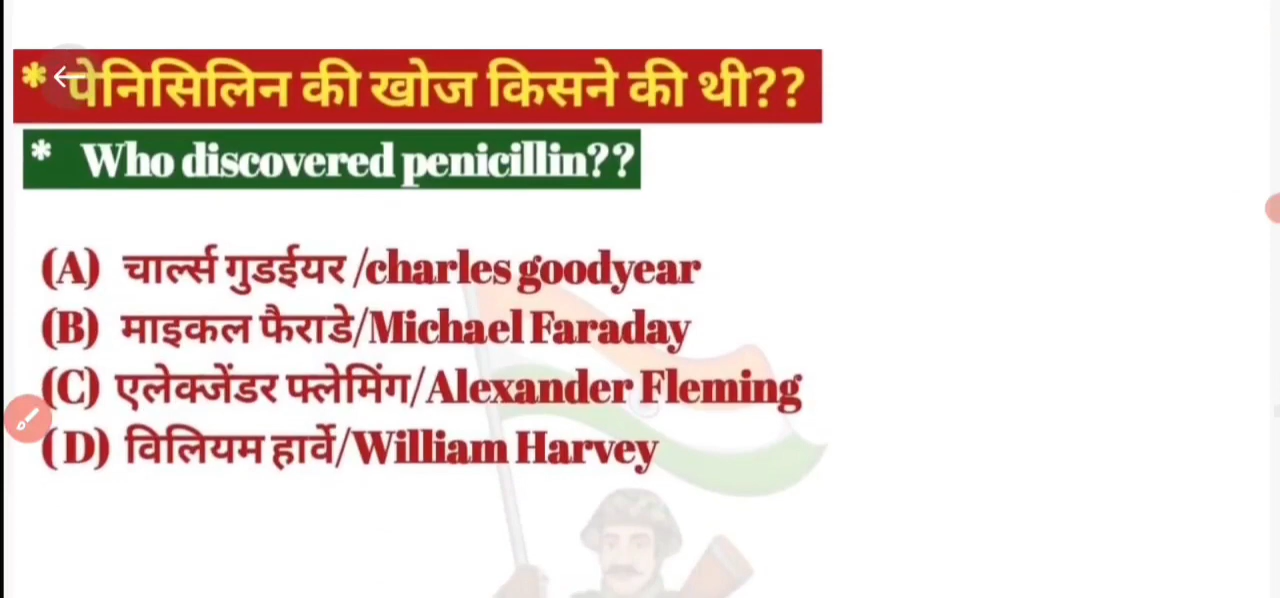 * पेनिसिलिन की खोज किसने की थी??
* Who discovered penicillin??
(A) चार्ल्स गुडईयर /charles goodyear
(B) माइकल फैराडे/Michael Faraday
(C) एलेक्जेंडर फ्लेमिंग/Alexander Fleming
(D) विलियम हार्वे/William Harvey